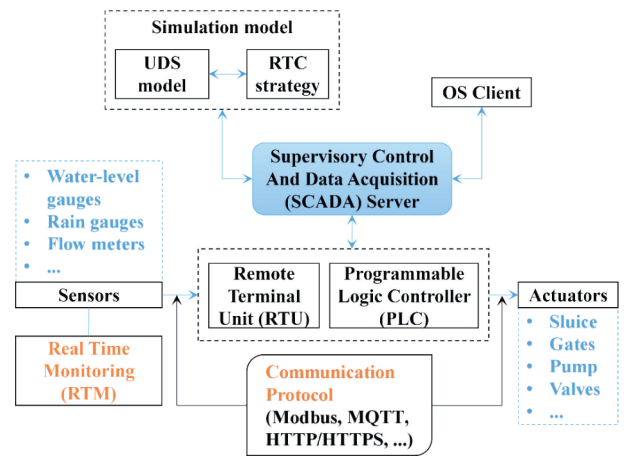 Simulation model
UDS
model
RTC
strategy
OS Client
Supervisory Control
And Data Acquisition
(SCADA) Server
• Water-level
gauges
• Rain gauges
• Flow meters
• ...
Sensors
Real Time
Monitoring
(RTM)
Remote
Terminal
Unit (RTU)
Programmable
Logic Controller
(PLC)
Actuators
• Sluice
• Gates
• Pump
• Valves
• ...
Communication
Protocol
(Modbus, MQTT,
HTTP/HTTPS, ...)